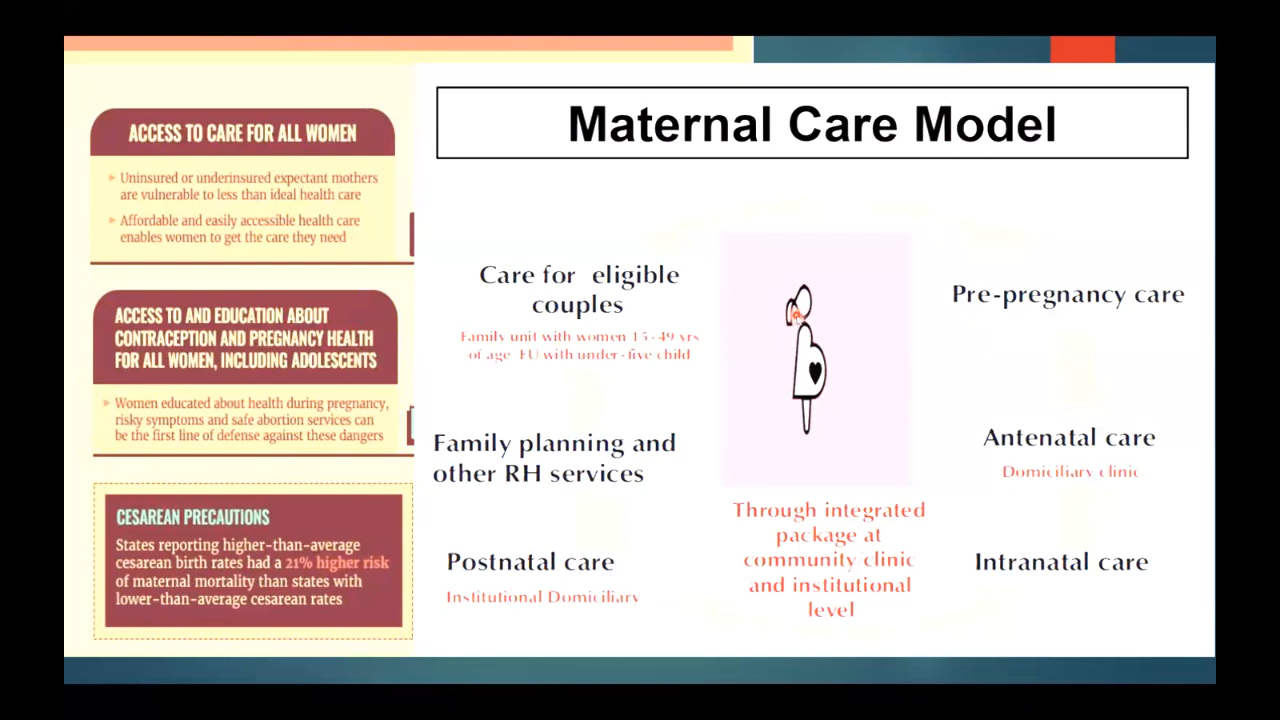 ACCESS TO CARE FOR ALL WOMEN
Uninsured or underinsured expectant mothers
are vulnerable to less than ideal health care
Affordable and easily accessible health care
enables women to get the care they need
ACCESS TO AND EDUCATION ABOUT
CONTRACEPTION AND PREGNANCY HEALTH
FOR ALL WOMEN, INCLUDING ADOLESCENTS
Women educated about health during pregnancy,
risky symptoms and safe abortion services can
be the first line of defense against these dangers
CESAREAN PRECAUTIONS
States reporting higher-than-average
cesarean birth rates had a 21% higher risk
of maternal mortality than states with
lower-than-average cesarean rates
Maternal Care Model
Care for eligible
couples
Family unit with women 15-49 yrs
of age FU with under-five child
Pre-pregnancy care
Family planning and
other RH services
Antenatal care
Domiciliary clinic
Through integrated
package at
community clinic
and institutional
level
Postnatal care
Institutional Domiciliary
Intranatal care